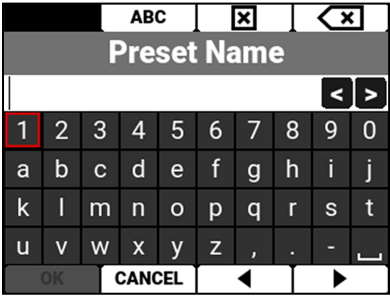 ABC
Preset Name
< >
1 2 3 4 5 6 7 8 9 0
a b c d e f g h i j
k l m n o p q r s t
u v w x y z , . -
OK CANCEL